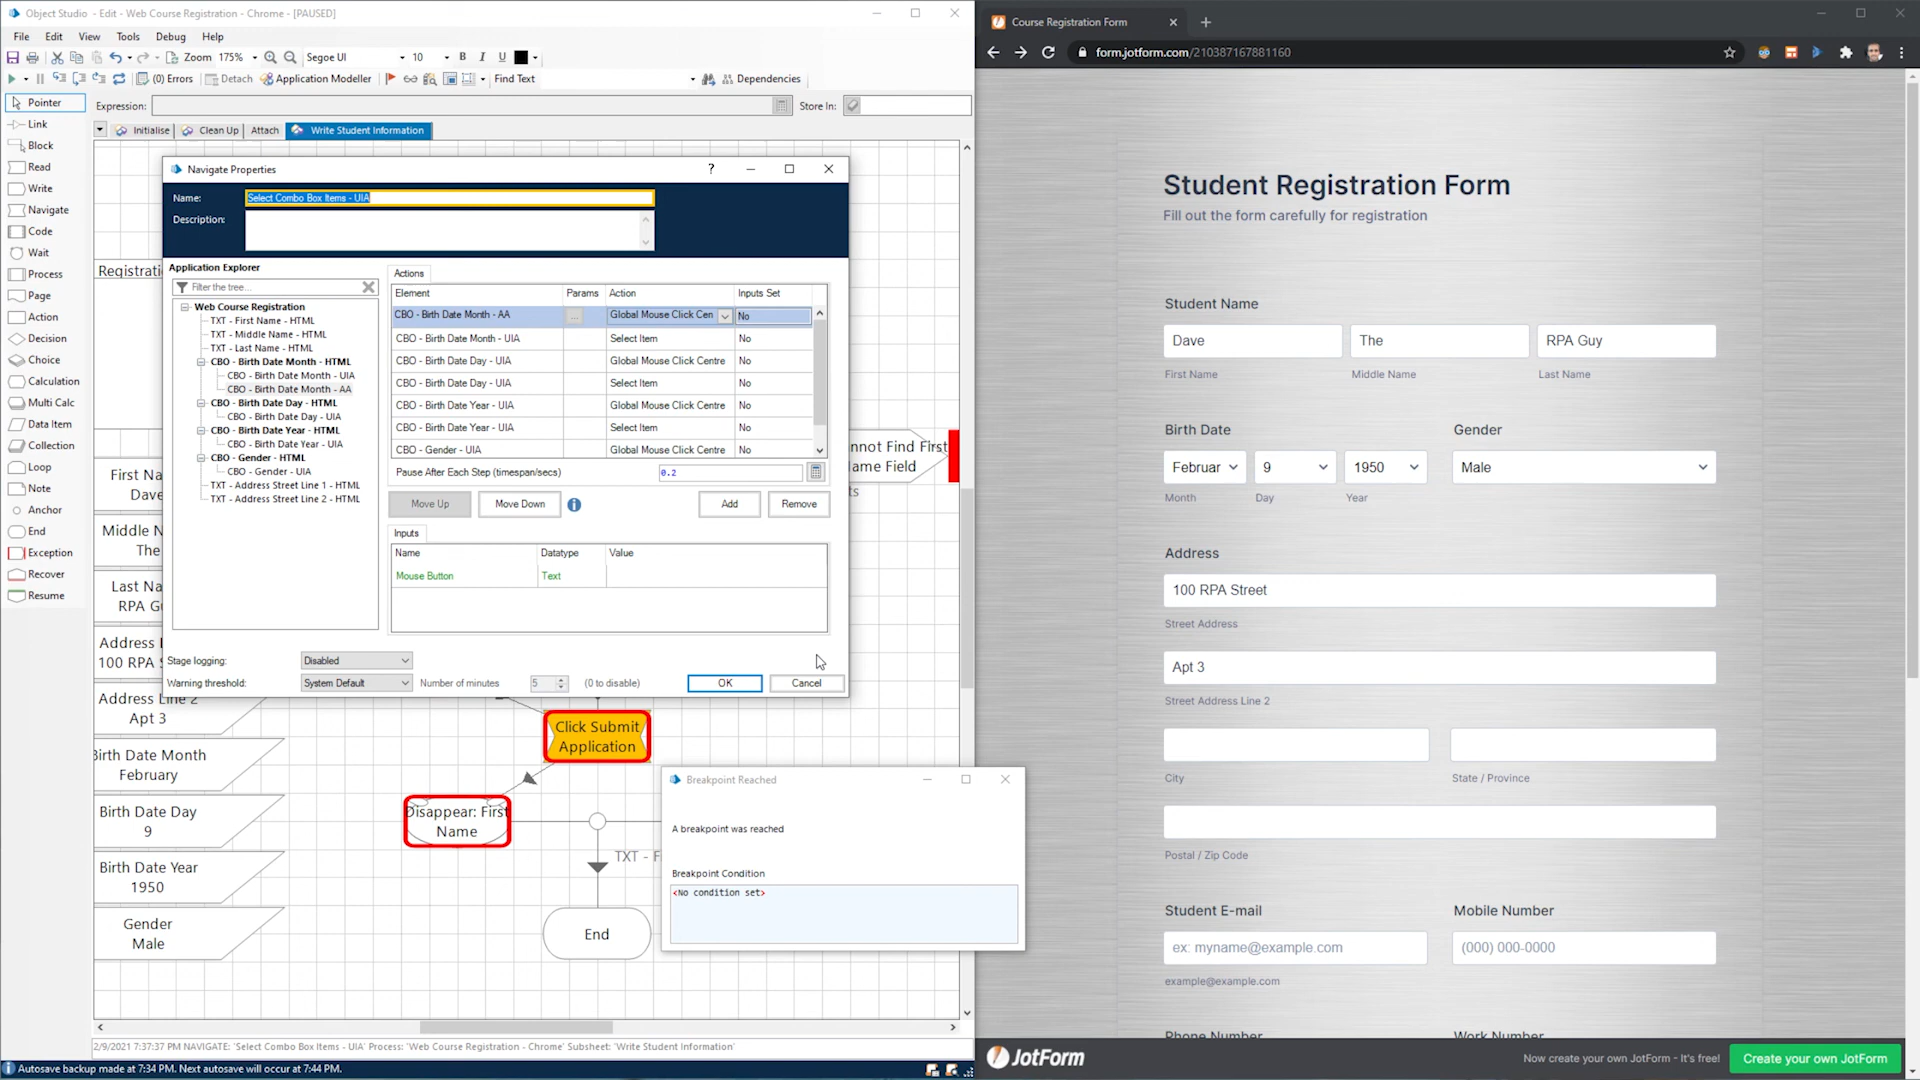 Object Studio - Edit - Web Course Registration - Chrome - [PAUSED]
File Edit View Tools Debug Help
Zoom 175% Segoe UI 10 B I U
(0) Errors Detach Application Modeller Find Text Dependencies
Expression: Store In:
Initialise Clean Up Attach Write Student Information
Pointer
Link
Block
Read
Write
Navigate
Code
Wait
Process
Page
Action
Decision
Choice
Calculation
Multi Calc
Data Item
Collection
Loop
Note
Anchor
End
Exception
Recover
Resume
Navigate Properties
?
Name: Select Combo Box Items - UIA
Description:
Application Explorer
Filter the tree...
Web Course Registration
TXT - First Name - HTML
TXT - Middle Name - HTML
TXT - Last Name - HTML
CBO - Birth Date Month - HTML
CBO - Birth Date Month - UIA
CBO - Birth Date Month - AA
CBO - Birth Date Day - HTML
CBO - Birth Date Day - UIA
CBO - Birth Date Year - HTML
CBO - Birth Date Year - UIA
CBO - Gender - HTML
CBO - Gender - UIA
TXT - Address Street Line 1 - HTML
TXT - Address Street Line 2 - HTML
Actions
Element Params Action Inputs Set
CBO - Birth Date Month - AA ... Global Mouse Click Cen No
CBO - Birth Date Month - UIA Select Item No
CBO - Birth Date Day - UIA Global Mouse Click Centre No
CBO - Birth Date Day - UIA Select Item No
CBO - Birth Date Year - UIA Global Mouse Click Centre No
CBO - Birth Date Year - UIA Select Item No
CBO - Gender - UIA Global Mouse Click Centre No
Pause After Each Step (timespan/secs) 0.2
Move Up Move Down Add Remove
Inputs
Name Datatype Value
Mouse Button Text
Stage logging: Disabled
Warning threshold: System Default Number of minutes 5 (0 to disable)
OK Cancel
Registrati
First Na
Dave
Middle N
The
Last Na
RPA G
Address
100 RPA S
Address Line 2
Apt 3
Birth Date Month
February
Birth Date Day
9
Birth Date Year
1950
Gender
Male
nnot Find First
ame Field
ts
Click Submit
Application
Disappear: First
Name
TXT - F
End
Breakpoint Reached
A breakpoint was reached
Breakpoint Condition
<No condition set>
2/9/2021 7:37:37 PM NAVIGATE: 'Select Combo Box Items - UIA' Process: 'Web Course Registration - Chrome' Subsheet: 'Write Student Information'
Autosave backup made at 7:34 PM. Next autosave will occur at 7:44 PM.
Course Registration Form
form.jotform.com/210387167881160
Student Registration Form
Fill out the form carefully for registration
Student Name
Dave The RPA Guy
First Name Middle Name Last Name
Birth Date Gender
Februar 9 1950 Male
Month Day Year
Address
100 RPA Street
Street Address
Apt 3
Street Address Line 2
City State / Province
Postal / Zip Code
Student E-mail Mobile Number
ex: myname@example.com (000) 000-0000
example@example.com
Phone Number Work Number
JotForm Now create your own JotForm - It's free! Create your own JotForm